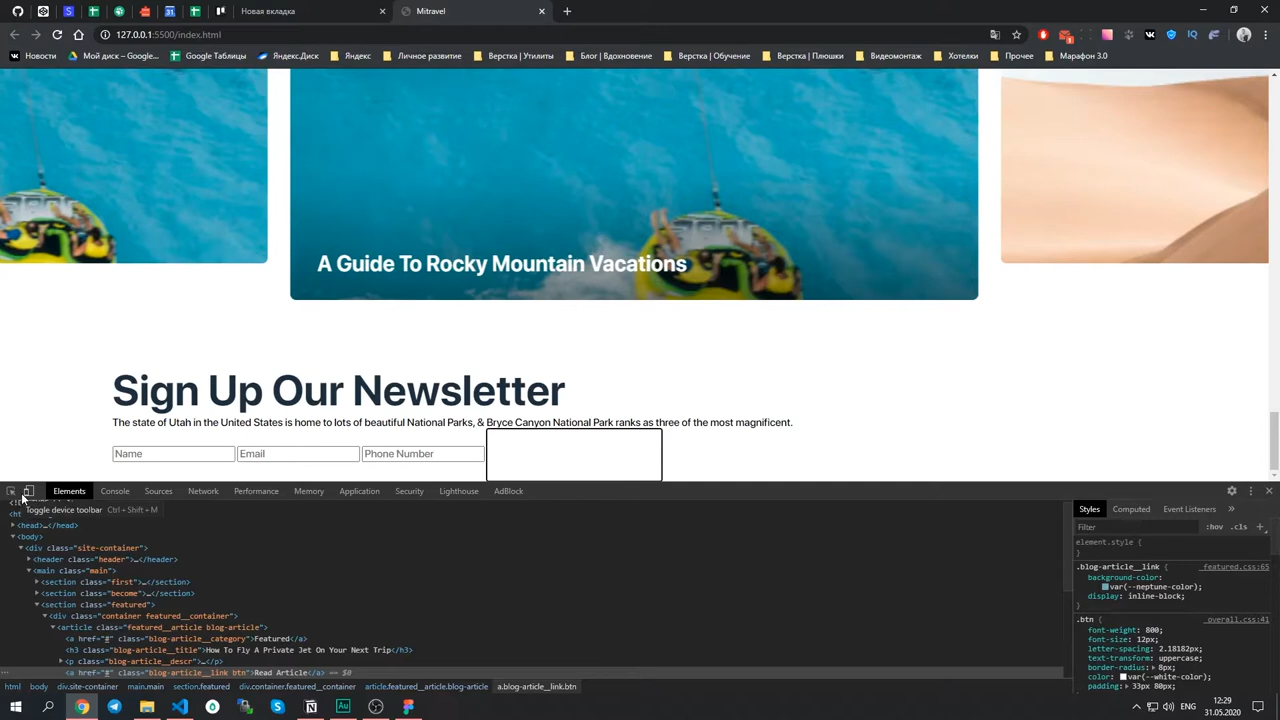 Новая вкладка
Mitravel
127.0.0.1:5500/index.html
Новости
Мой диск – Google...
Google Таблицы
Яндекс.Диск
Яндекс
Личное развитие
Верстка | Утилиты
Блог | Вдохновение
Верстка | Обучение
Верстка | Плюшки
Видеомонтаж
Хотелки
Прочее
Марафон 3.0
A Guide To Rocky Mountain Vacations
Sign Up Our Newsletter
The state of Utah in the United States is home to lots of beautiful National Parks, & Bryce Canyon National Park ranks as three of the most magnificent.
Name
Email
Phone Number
Elements
Console
Sources
Network
Performance
Memory
Application
Security
Lighthouse
AdBlock
Toggle device toolbar Ctrl + Shift + M
<head>…</head>
<body>
<div class="site-container">
<header class="header">…</header>
<main class="main">
<section class="first">…</section>
<section class="become">…</section>
<section class="featured">
<div class="container featured__container">
<article class="featured__article blog-article">
<a href="#" class="blog-article__category">Featured</a>
<h3 class="blog-article__title">How To Fly A Private Jet On Your Next Trip</h3>
<p class="blog-article__descr">…</p>
<a href="#" class="blog-article__link btn">Read Article</a> == $0
html body div.site-container main.main section.featured div.container.featured__container article.featured__article.blog-article a.blog-article__link.btn
Styles
Computed
Event Listeners
Filter
:hov .cls +
element.style {
}
.blog-article__link {
featured.css:65
background-color:
var(--neptune-color);
display: inline-block;
}
.btn {
overall.css:41
font-weight: 800;
font-size: 12px;
letter-spacing: 2.18182px;
text-transform: uppercase;
border-radius: 8px;
color: var(--white-color);
padding: 33px 80px;
ENG
12:29
31.05.2020